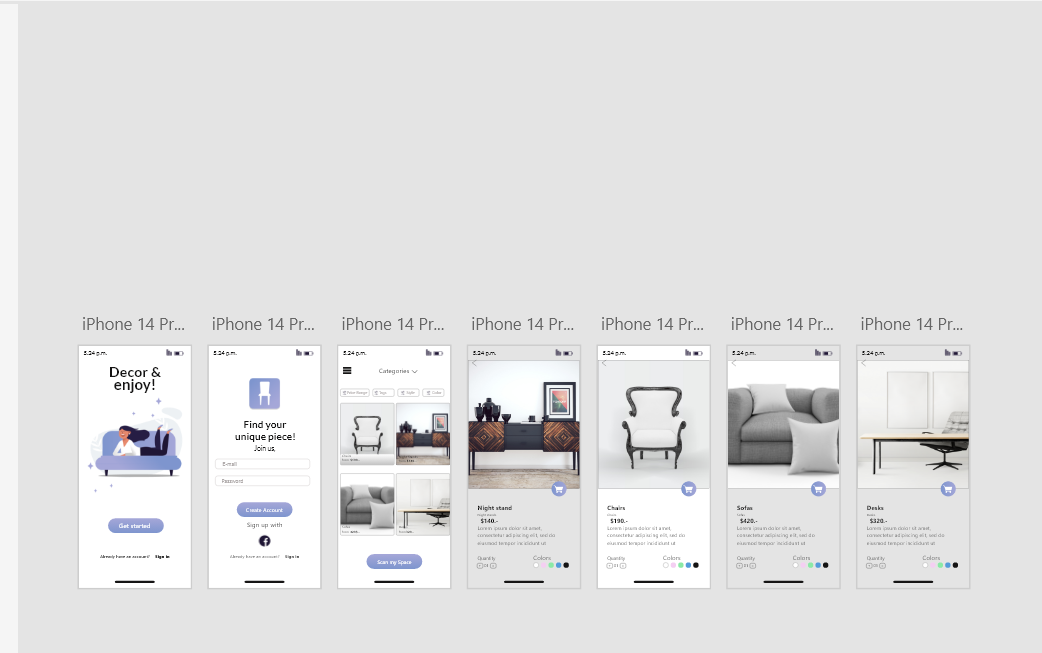 iPhone 14 Pr...
iPhone 14 Pr...
iPhone 14 Pr...
iPhone 14 Pr...
iPhone 14 Pr...
iPhone 14 Pr...
iPhone 14 Pr...
5:24 p.m.
Decor &
enjoy!
Get started
Already have an account? Sign in
5:24 p.m.
Find your
unique piece!
Join us,
E-mail
Password
Create Account
Sign up with
Already have an account? Sign in
5:24 p.m.
Categories
Price Range
Style
Color
Scan my Space
5:24 p.m.
Night stand
$140.-
Lorem ipsum dolor sit amet,
consectetur adipiscing elit, sed do
eiusmod tempor incididunt ut
Quantity
Colors
5:24 p.m.
Chairs
$190.-
Lorem ipsum dolor sit amet,
consectetur adipiscing elit, sed do
eiusmod tempor incididunt ut
Quantity
Colors
5:24 p.m.
Sofas
$420.-
Lorem ipsum dolor sit amet,
consectetur adipiscing elit, sed do
eiusmod tempor incididunt ut
Quantity
Colors
5:24 p.m.
Desks
$320.-
Lorem ipsum dolor sit amet,
consectetur adipiscing elit, sed do
eiusmod tempor incididunt ut
Quantity
Colors